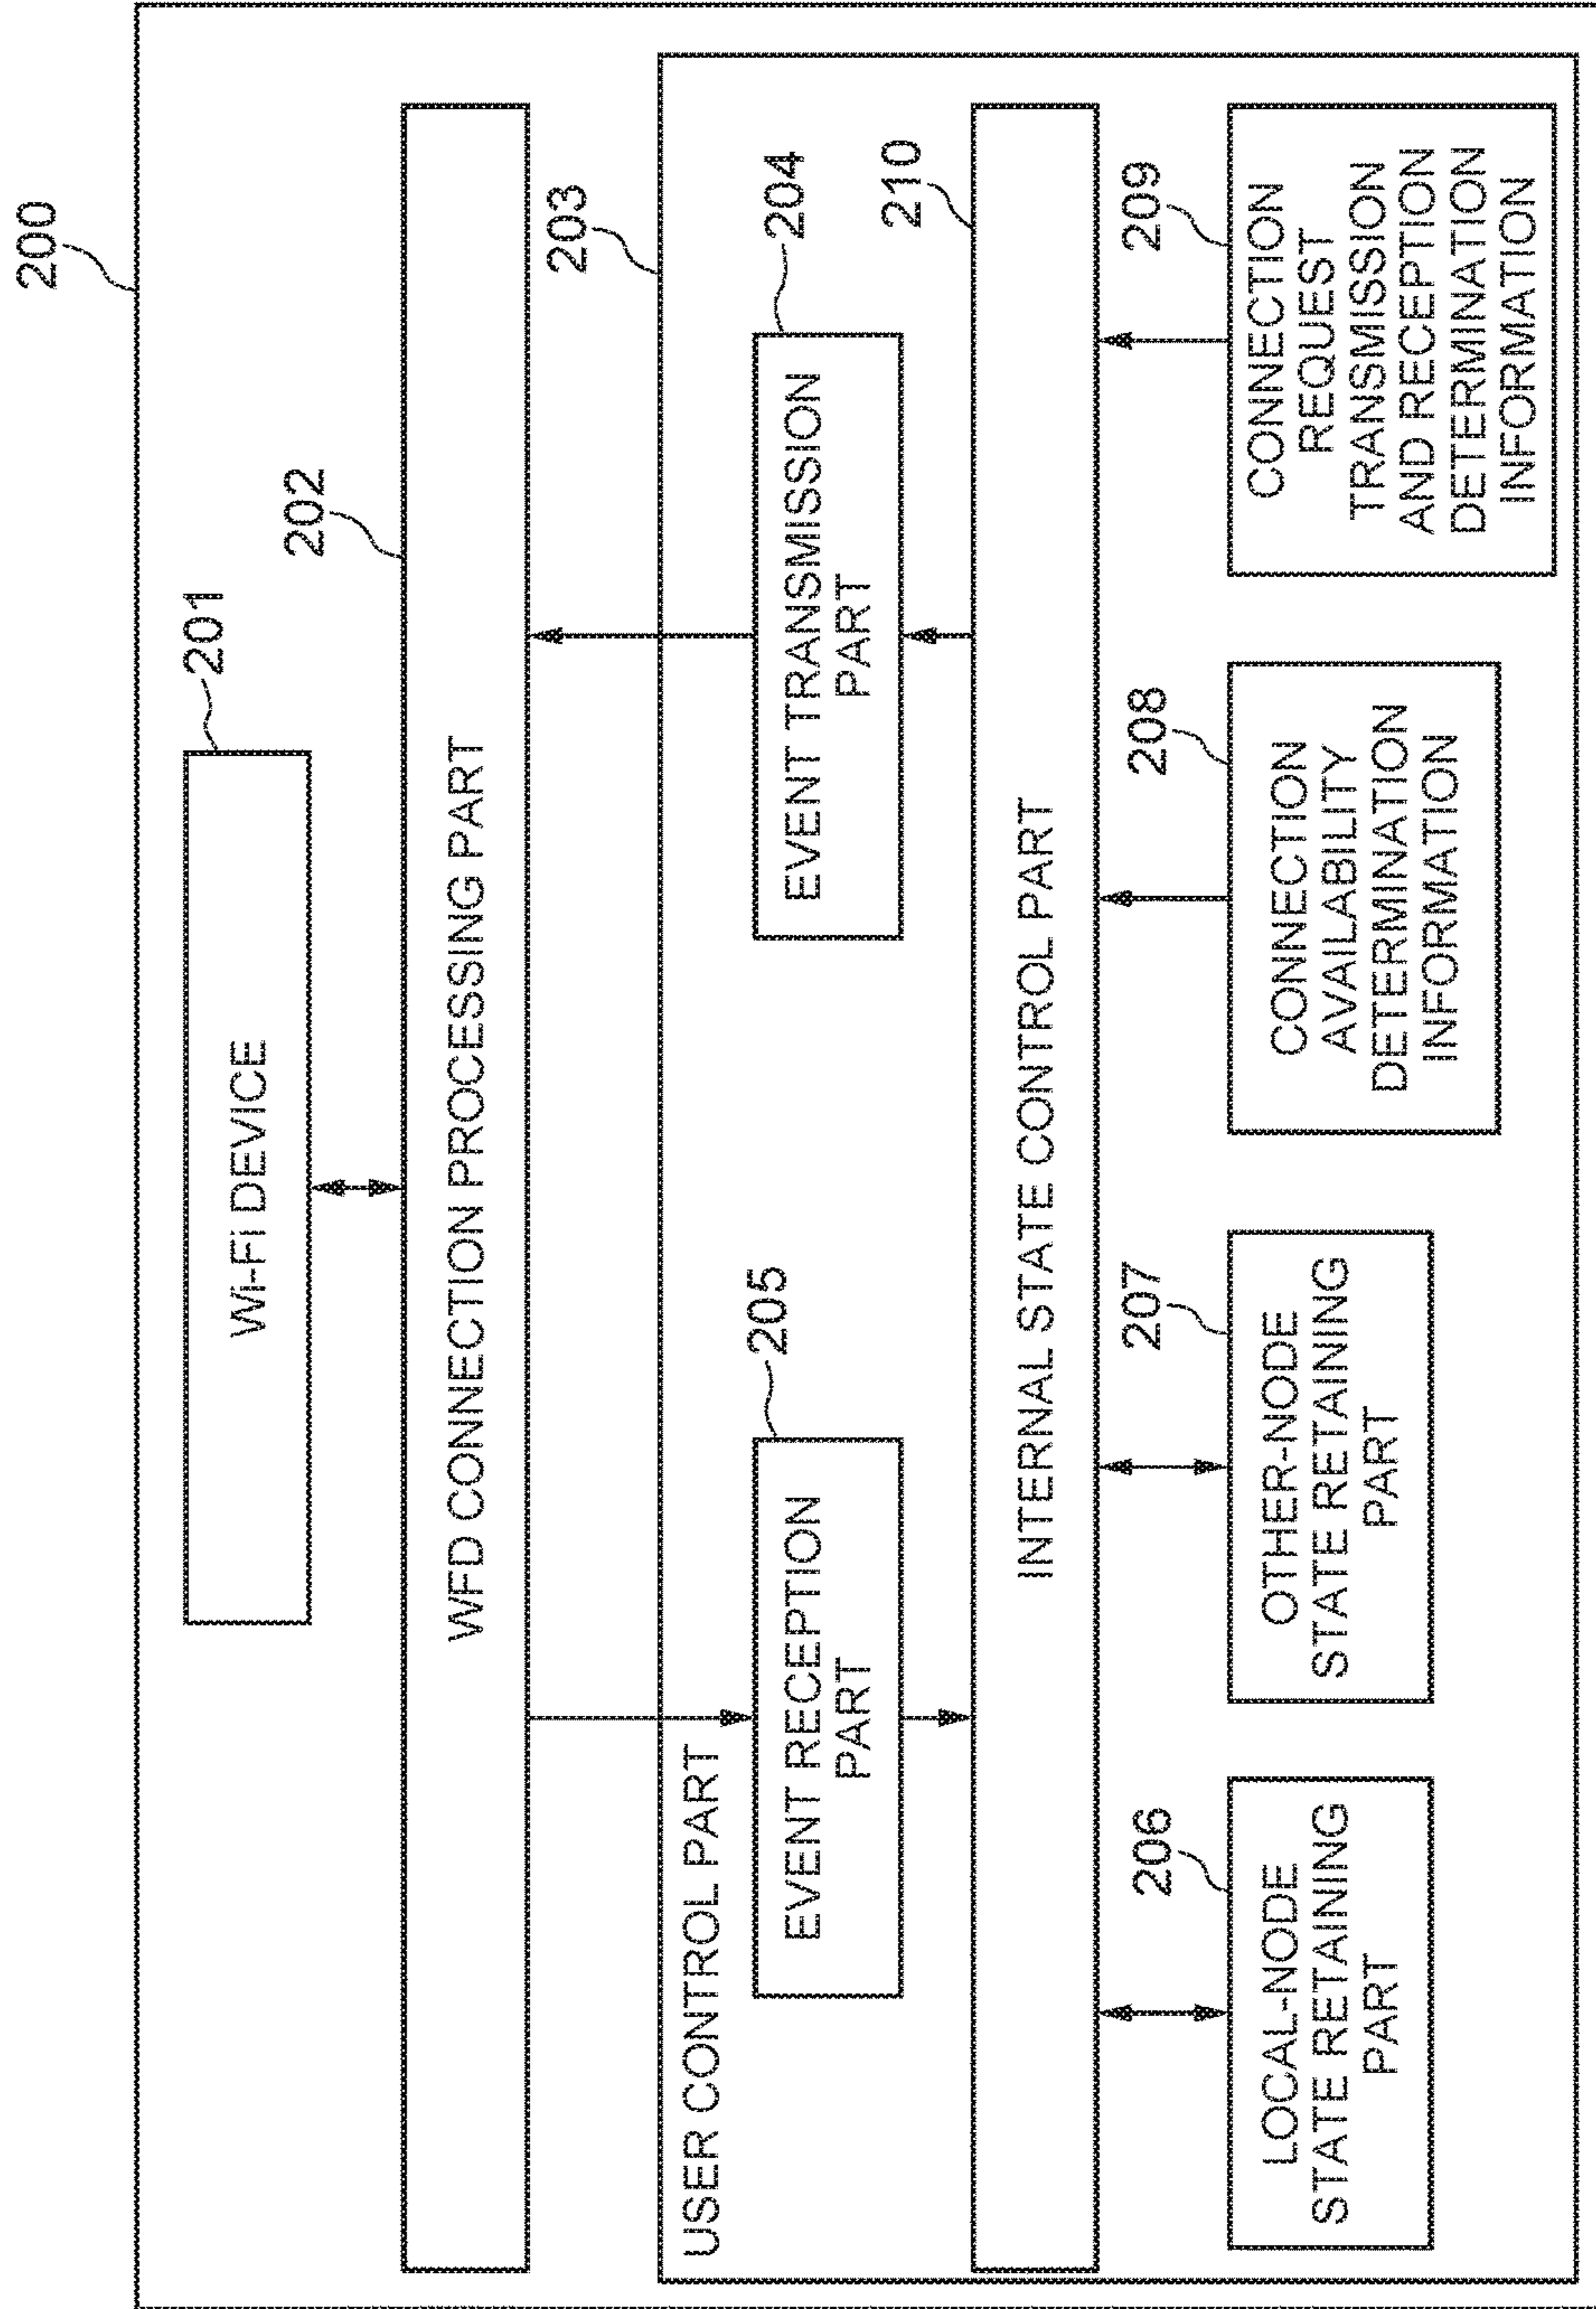 200
201
Wi-Fi DEVICE
202
WFD CONNECTION PROCESSING PART
203
USER CONTROL PART
205
EVENT RECEPTION
PART
204
EVENT TRANSMISSION
PART
210
INTERNAL STATE CONTROL PART
206
LOCAL-NODE
STATE RETAINING
PART
207
OTHER-NODE
STATE RETAINING
PART
208
CONNECTION
AVAILABILITY
DETERMINATION
INFORMATION
209
CONNECTION
REQUEST
TRANSMISSION
AND RECEPTION
DETERMINATION
INFORMATION